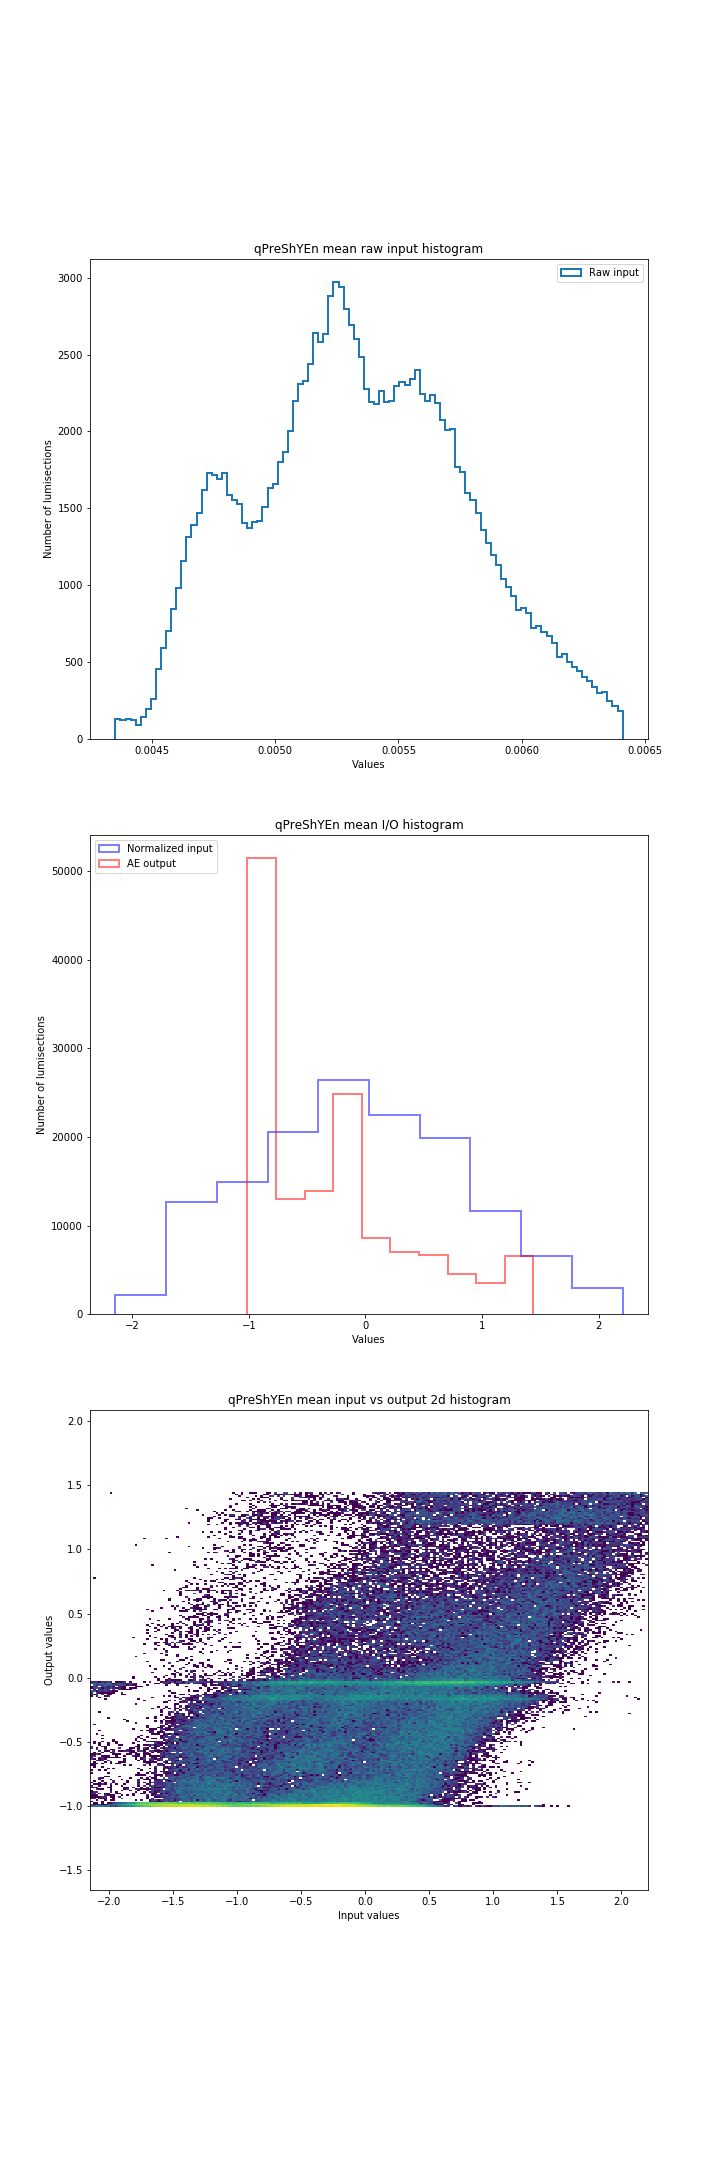 qPreShYEn mean raw input histogram
Raw input
3000
2500
2000
1500
1000
500
0
0.0045 0.0050 0.0055 0.0060 0.0065
Number of lumisections
Values
qPreShYEn mean I/O histogram
Normalized input
AE output
50000
40000
30000
20000
10000
0
−2 −1 0 1 2
Number of lumisections
Values
qPreShYEn mean input vs output 2d histogram
2.0
1.5
1.0
0.5
0.0
−0.5
−1.0
−1.5
−2.0 −1.5 −1.0 −0.5 0.0 0.5 1.0 1.5 2.0
Output values
Input values